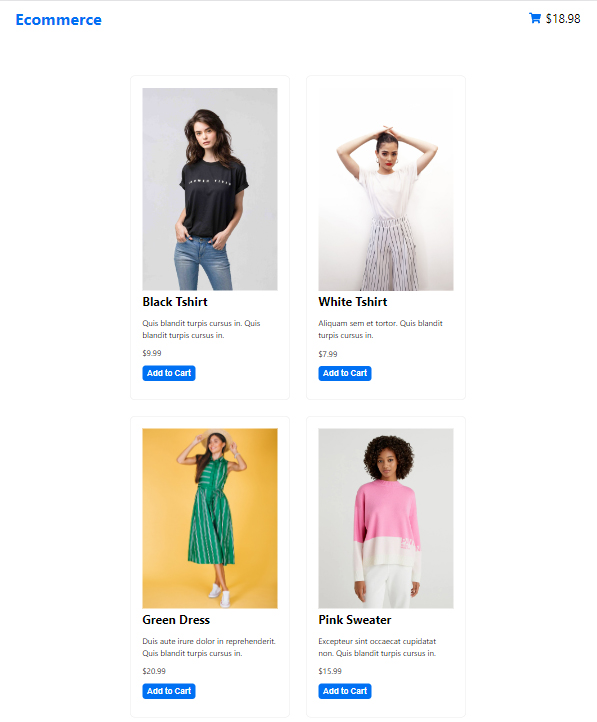 Ecommerce
$18.98
Black Tshirt
Quis blandit turpis cursus in. Quis
blandit turpis cursus in.
$9.99
Add to Cart
White Tshirt
Aliquam sem et tortor. Quis blandit
turpis cursus in.
$7.99
Add to Cart
Green Dress
Duis aute irure dolor in reprehenderit.
Quis blandit turpis cursus in.
$20.99
Add to Cart
Pink Sweater
Excepteur sint occaecat cupidatat
non. Quis blandit turpis cursus in.
$15.99
Add to Cart